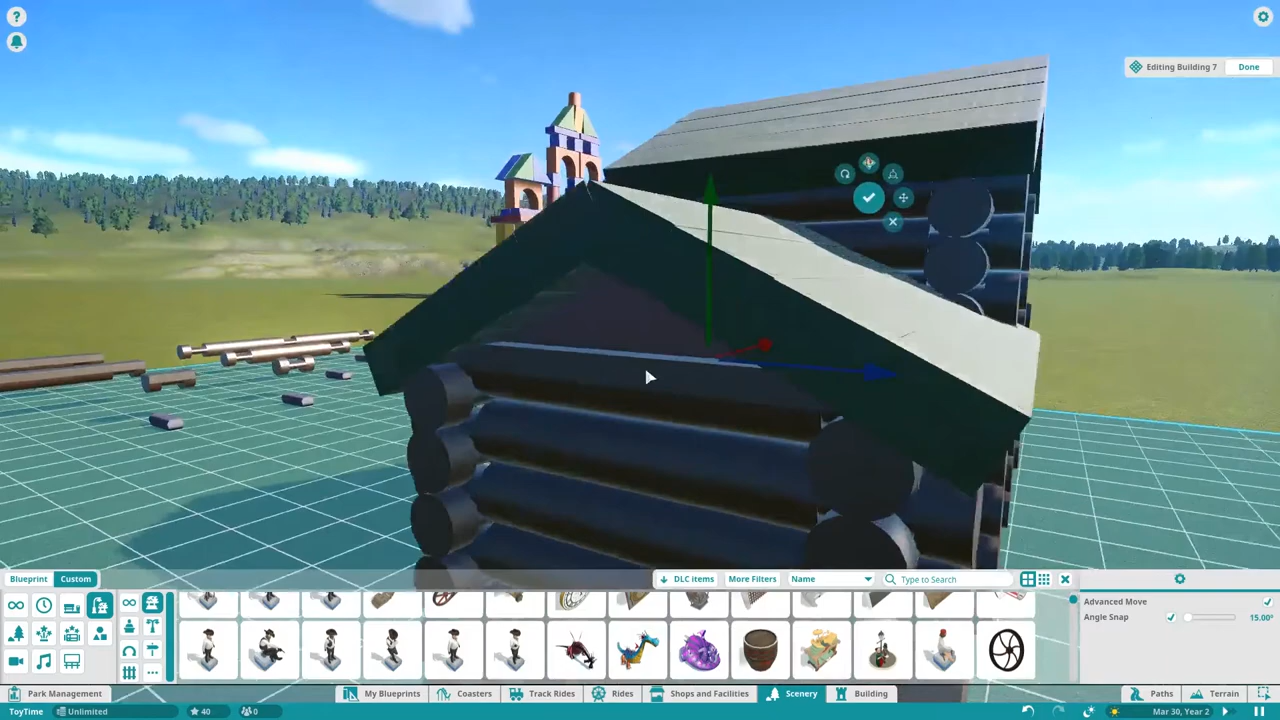 ?
Editing Building 7 Done
Blueprint Custom
DLC items More Filters Name Type to Search
Advanced Move
Angle Snap 15.00°
Park Management My Blueprints Coasters Track Rides Rides Shops and Facilities Scenery Building Paths Terrain
ToyTime Unlimited 40 0 Mar 30, Year 2